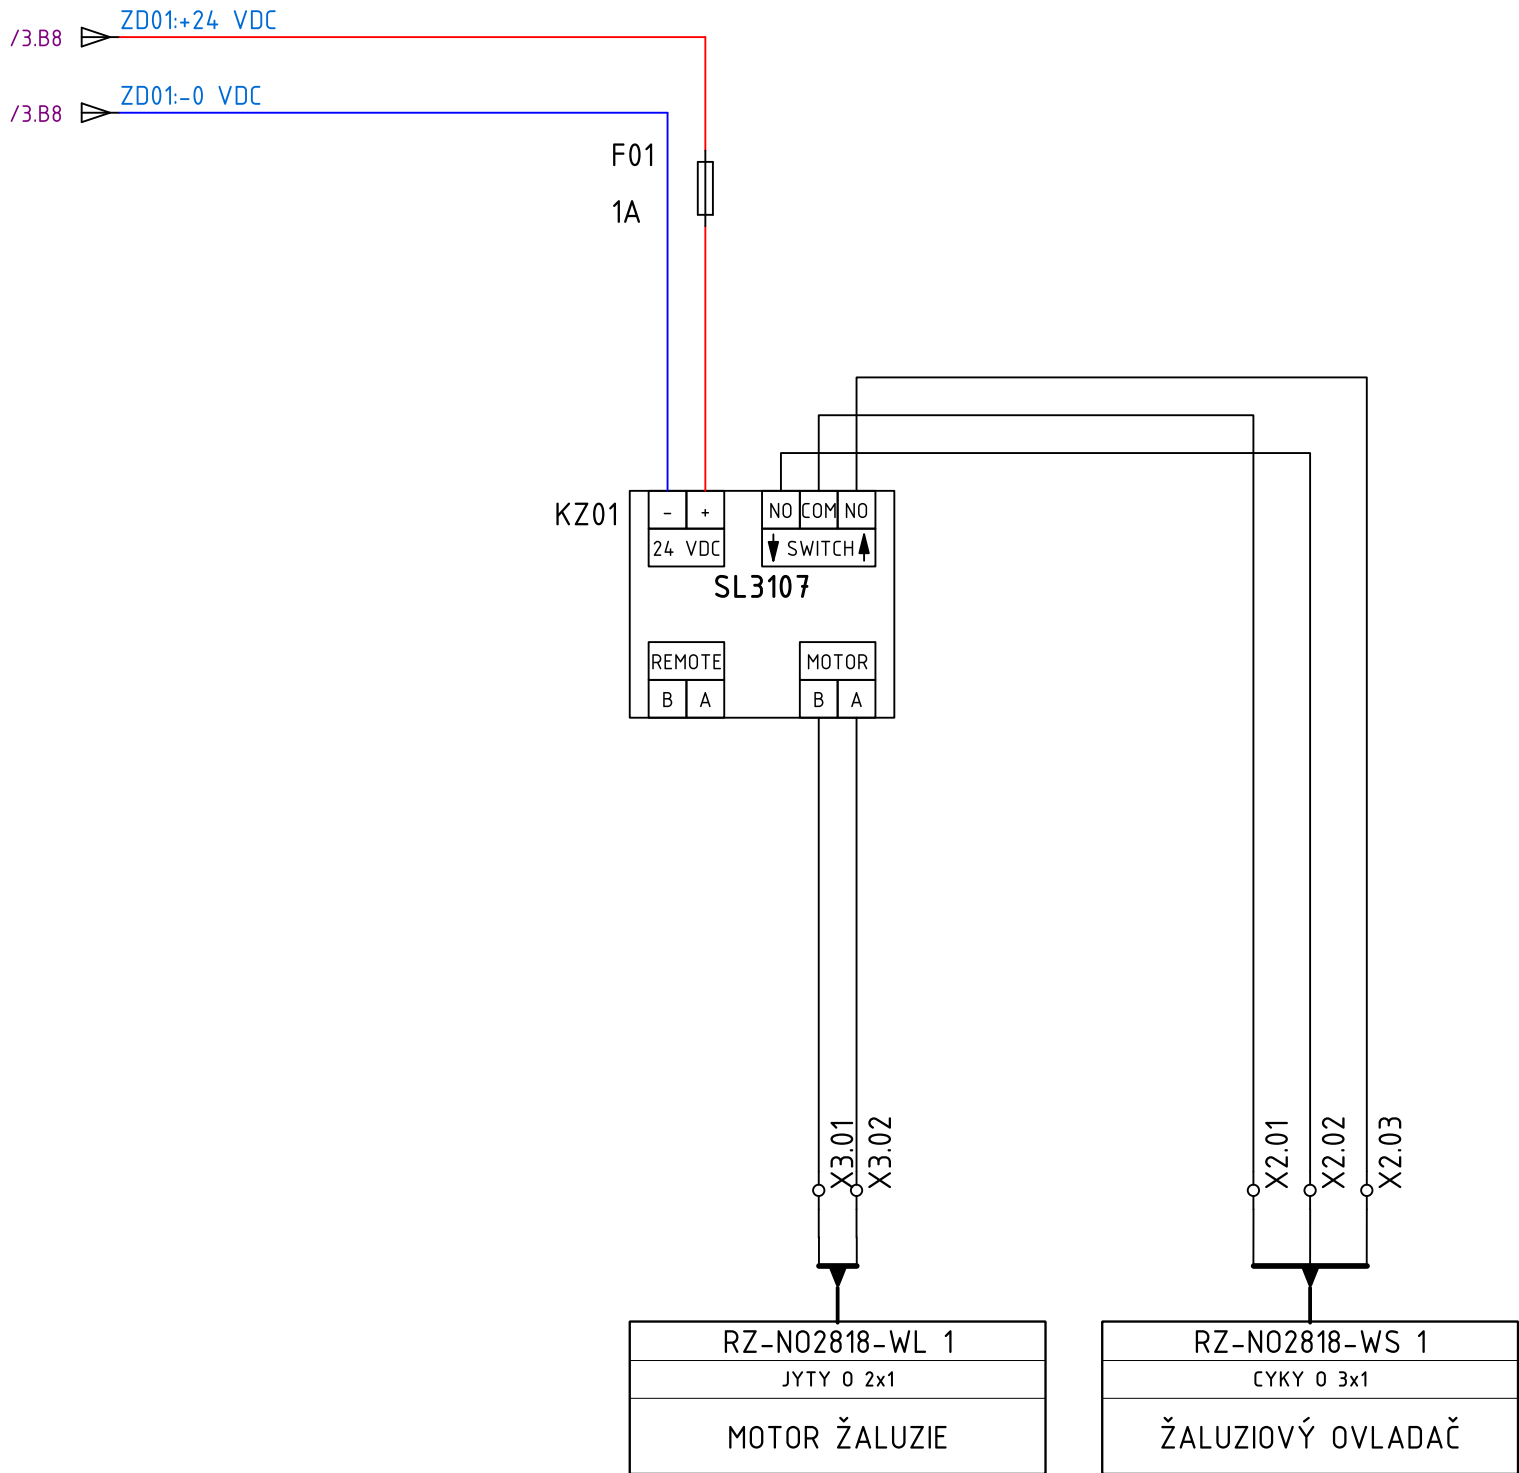 ZD01:+24 VDC
/3.B8
ZD01:-0 VDC
/3.B8
F01
1A
KZ01
- + NO COM NO
24 VDC SWITCH
SL3107
REMOTE MOTOR
B A B A
X3.01 X3.02 X2.01 X2.02 X2.03
RZ-NO2818-WL 1
JYTY O 2x1
MOTOR ŽALUZIE
RZ-NO2818-WS 1
CYKY O 3x1
ŽALUZIOVÝ OVLADAČ